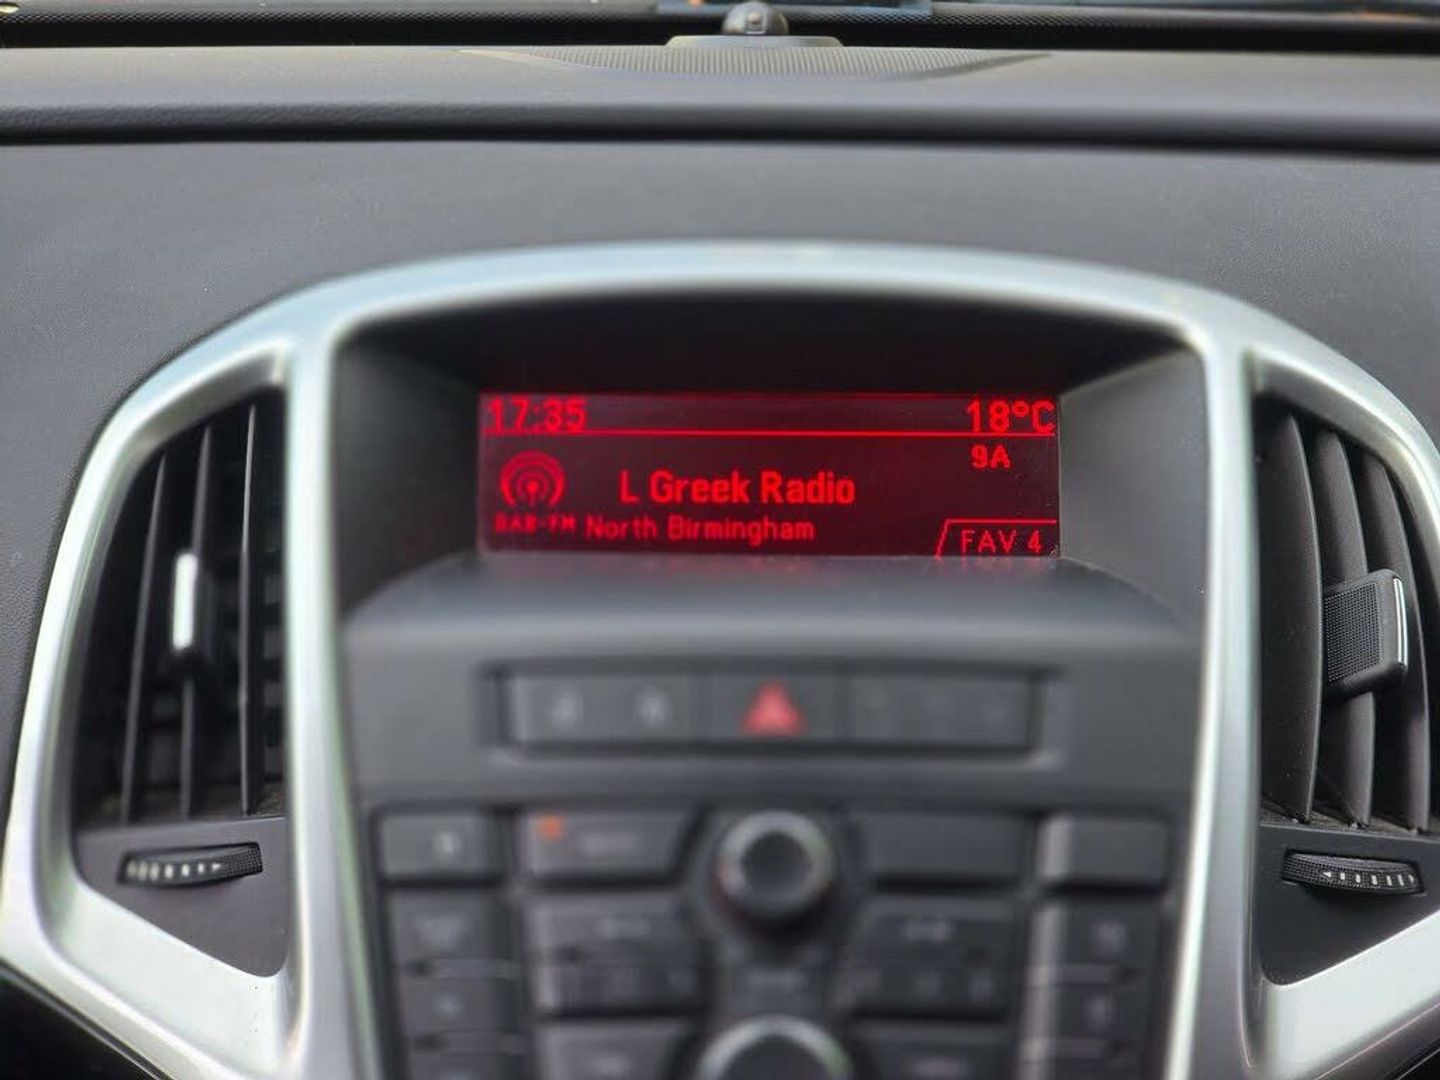 17:35 18°C
9A
L Greek Radio
DAB-FM North Birmingham
FAV 4